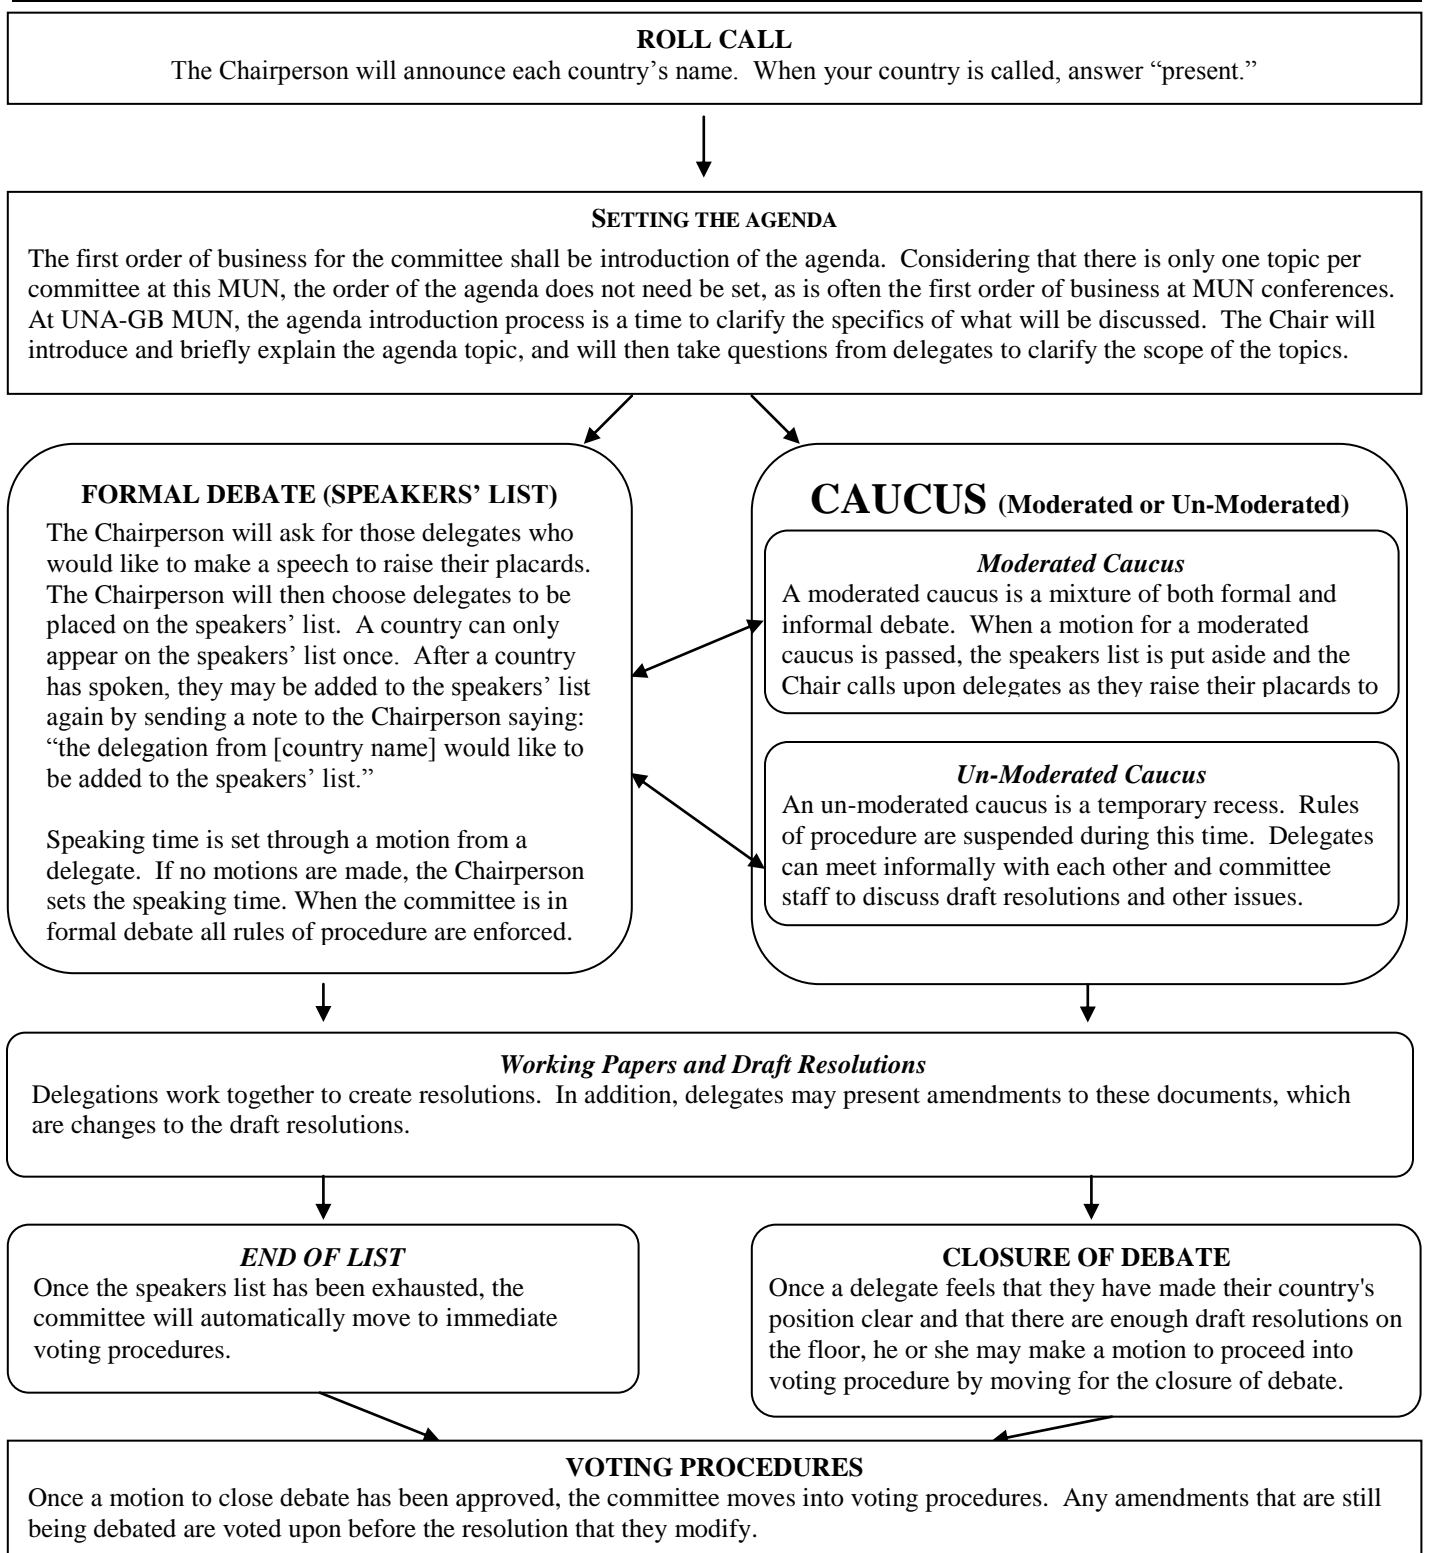 ROLL CALL
The Chairperson will announce each country’s name.  When your country is called, answer “present.”
SETTING THE AGENDA
The first order of business for the committee shall be introduction of the agenda.  Considering that there is only one topic per
committee at this MUN, the order of the agenda does not need be set, as is often the first order of business at MUN conferences.
At UNA-GB MUN, the agenda introduction process is a time to clarify the specifics of what will be discussed.  The Chair will
introduce and briefly explain the agenda topic, and will then take questions from delegates to clarify the scope of the topics.
FORMAL DEBATE (SPEAKERS’ LIST)
The Chairperson will ask for those delegates who
would like to make a speech to raise their placards.
The Chairperson will then choose delegates to be
placed on the speakers’ list.  A country can only
appear on the speakers’ list once.  After a country
has spoken, they may be added to the speakers’ list
again by sending a note to the Chairperson saying:
“the delegation from [country name] would like to
be added to the speakers’ list.”
Speaking time is set through a motion from a
delegate.  If no motions are made, the Chairperson
sets the speaking time. When the committee is in
formal debate all rules of procedure are enforced.
CAUCUS (Moderated or Un-Moderated)
Moderated Caucus
A moderated caucus is a mixture of both formal and
informal debate.  When a motion for a moderated
caucus is passed, the speakers list is put aside and the
Chair calls upon delegates as they raise their placards to
Un-Moderated Caucus
An un-moderated caucus is a temporary recess.  Rules
of procedure are suspended during this time.  Delegates
can meet informally with each other and committee
staff to discuss draft resolutions and other issues.
Working Papers and Draft Resolutions
Delegations work together to create resolutions.  In addition, delegates may present amendments to these documents, which
are changes to the draft resolutions.
END OF LIST
Once the speakers list has been exhausted, the
committee will automatically move to immediate
voting procedures.
CLOSURE OF DEBATE
Once a delegate feels that they have made their country's
position clear and that there are enough draft resolutions on
the floor, he or she may make a motion to proceed into
voting procedure by moving for the closure of debate.
VOTING PROCEDURES
Once a motion to close debate has been approved, the committee moves into voting procedures.  Any amendments that are still
being debated are voted upon before the resolution that they modify.